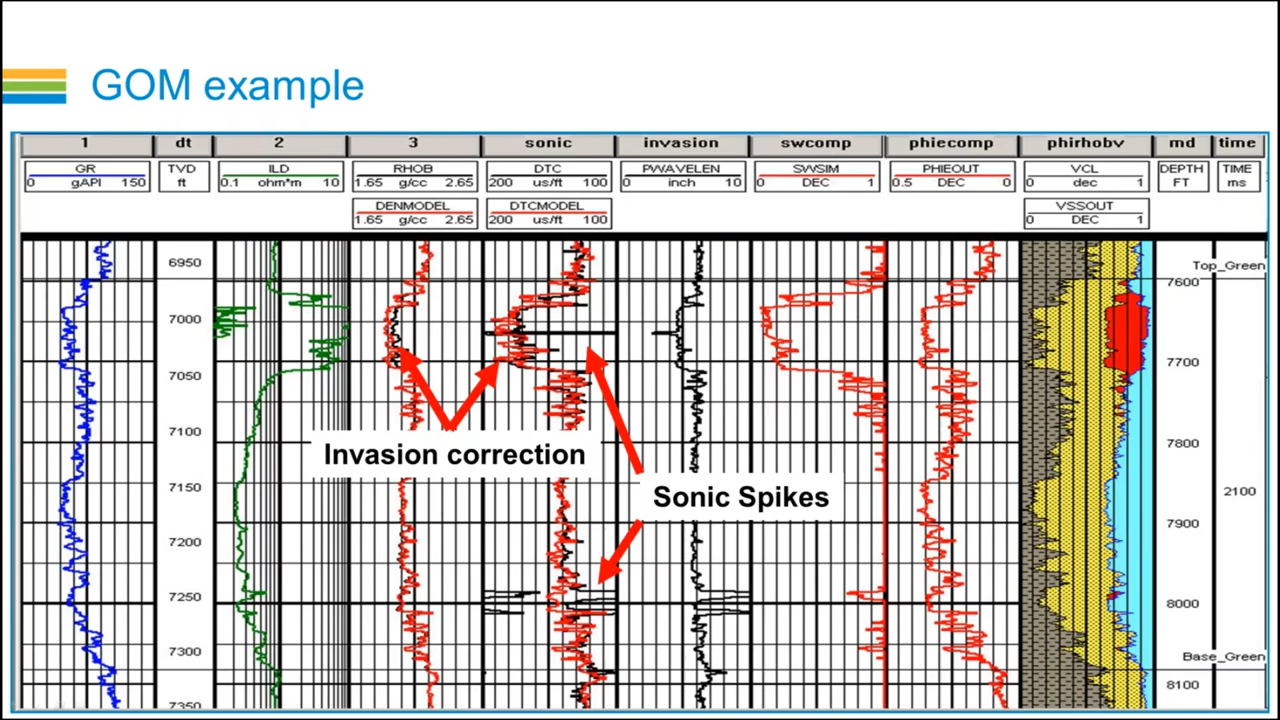 GOM example
1 dt 2 3 sonic invasion swcomp phiecomp phirhobv md time
GR TVD ILD RHOB DTC PWAVELEN SWSIM PHIEOUT VCL DEPTH TIME
0 gAPI 150 ft 0.1 ohm*m 10 1.65 g/cc 2.65 200 us/ft 100 0 inch 10 0 DEC 1 0.5 DEC 0 0 dec 1 FT ms
DENMODEL DTCMODEL VSSOUT
1.65 g/cc 2.65 200 us/ft 100 0 DEC 1
6950 Top_Green
7600
7000
7700
7050
7100
7800
Invasion correction
7150
Sonic Spikes
2100
7900
7200
7250
8000
7300
Base_Green
8100
7350